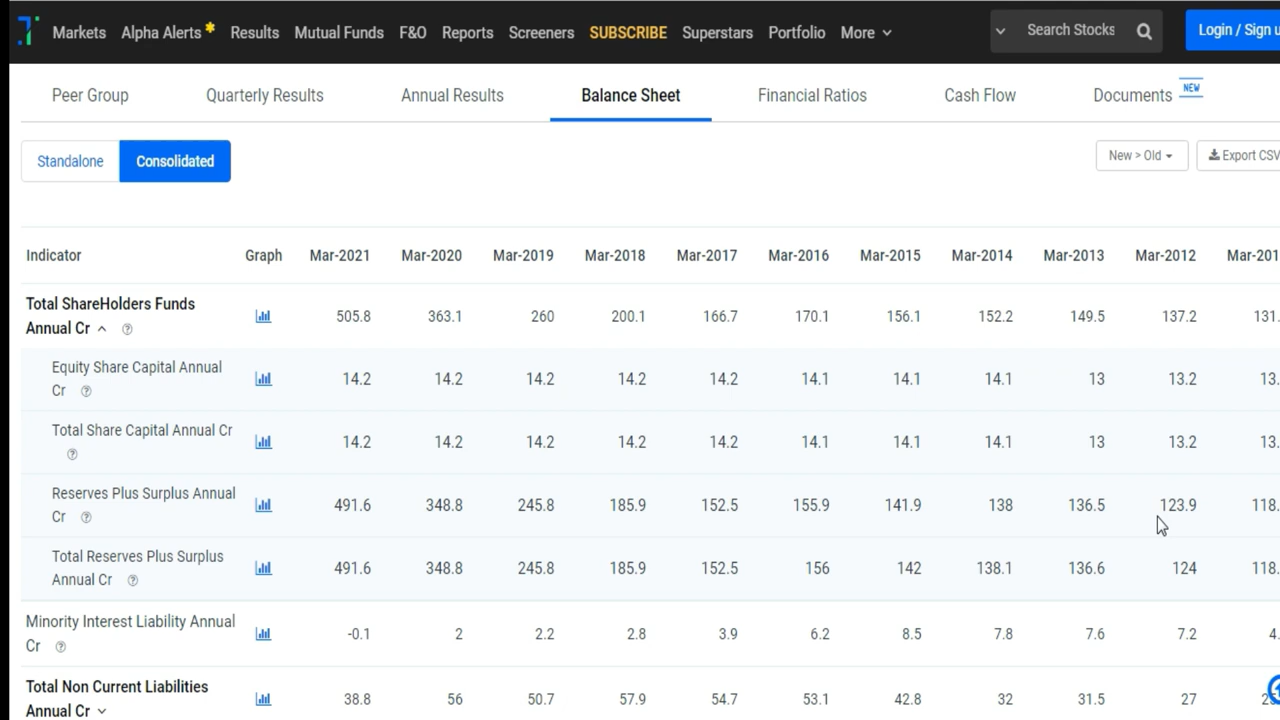 Markets Alpha Alerts Results Mutual Funds F&O Reports Screeners SUBSCRIBE Superstars Portfolio More Search Stocks Login / Sign
Peer Group Quarterly Results Annual Results Balance Sheet Financial Ratios Cash Flow Documents NEW
Standalone Consolidated New > Old Export CSV
Indicator Graph Mar-2021 Mar-2020 Mar-2019 Mar-2018 Mar-2017 Mar-2016 Mar-2015 Mar-2014 Mar-2013 Mar-2012
Total ShareHolders Funds
Annual Cr 505.8 363.1 260 200.1 166.7 170.1 156.1 152.2 149.5 137.2
Equity Share Capital Annual
Cr 14.2 14.2 14.2 14.2 14.2 14.1 14.1 14.1 13 13.2
Total Share Capital Annual Cr
14.2 14.2 14.2 14.2 14.2 14.1 14.1 14.1 13 13.2
Reserves Plus Surplus Annual
Cr 491.6 348.8 245.8 185.9 152.5 155.9 141.9 138 136.5 123.9
Total Reserves Plus Surplus
Annual Cr 491.6 348.8 245.8 185.9 152.5 156 142 138.1 136.6 124
Minority Interest Liability Annual
Cr -0.1 2 2.2 2.8 3.9 6.2 8.5 7.8 7.6 7.2
Total Non Current Liabilities
Annual Cr 38.8 56 50.7 57.9 54.7 53.1 42.8 32 31.5 27